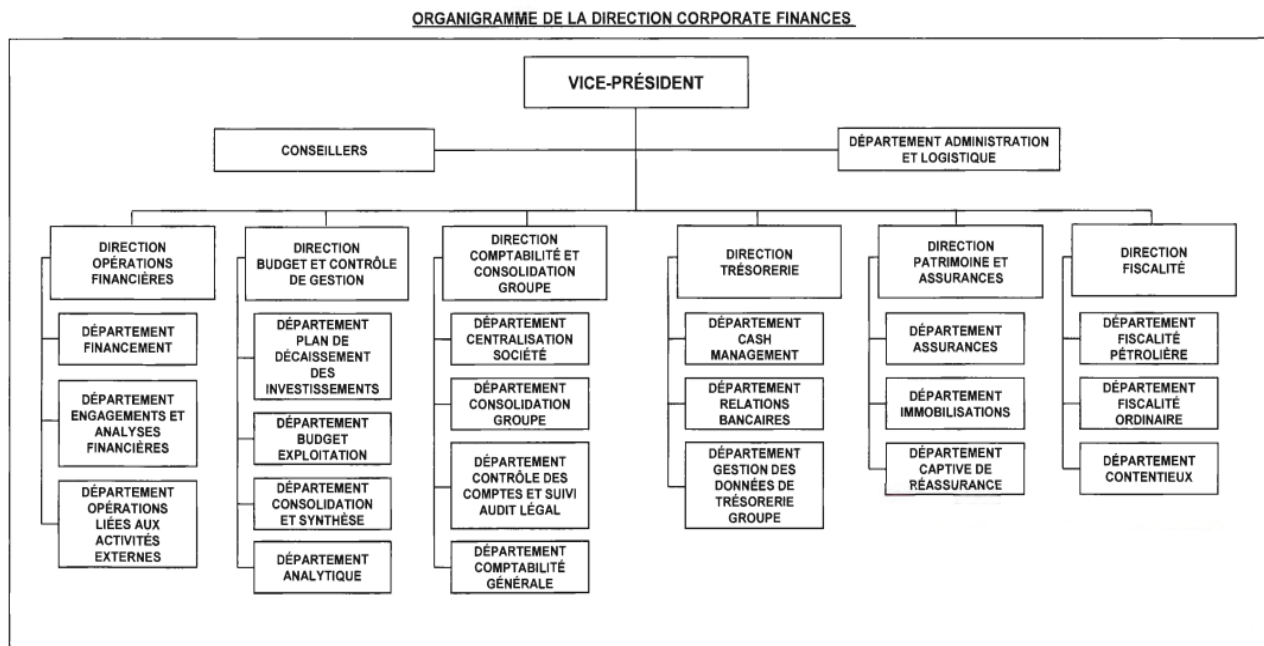 ORGANIGRAMME DE LA DIRECTION CORPORATE FINANCES
VICE-PRÉSIDENT
CONSEILLERS
DÉPARTEMENT ADMINISTRATION
ET LOGISTIQUE
DIRECTION
OPÉRATIONS
FINANCIÈRES
DÉPARTEMENT
FINANCEMENT
DÉPARTEMENT
ENGAGEMENTS ET
ANALYSES
FINANCIÈRES
DÉPARTEMENT
OPÉRATIONS
LIÉES AUX
ACTIVITÉS
EXTERNES
DIRECTION
BUDGET ET CONTRÔLE
DE GESTION
DÉPARTEMENT
PLAN DE
DÉCAISSEMENT
DES
INVESTISSEMENTS
DÉPARTEMENT
BUDGET
EXPLOITATION
DÉPARTEMENT
CONSOLIDATION
ET SYNTHÈSE
DÉPARTEMENT
ANALYTIQUE
DIRECTION
COMPTABILITÉ ET
CONSOLIDATION
GROUPE
DÉPARTEMENT
CENTRALISATION
SOCIÉTÉ
DÉPARTEMENT
CONSOLIDATION
GROUPE
DÉPARTEMENT
CONTRÔLE DES
COMPTES ET SUIVI
AUDIT LÉGAL
DÉPARTEMENT
COMPTABILITÉ
GÉNÉRALE
DIRECTION
TRÉSORERIE
DÉPARTEMENT
CASH
MANAGEMENT
DÉPARTEMENT
RELATIONS
BANCAIRES
DÉPARTEMENT
GESTION DES
DONNÉES DE
TRÉSORERIE
GROUPE
DIRECTION
PATRIMOINE ET
ASSURANCES
DÉPARTEMENT
ASSURANCES
DÉPARTEMENT
IMMOBILISATIONS
DÉPARTEMENT
CAPTIVE DE
RÉASSURANCE
DIRECTION
FISCALITÉ
DÉPARTEMENT
FISCALITÉ
PÉTROLIÈRE
DÉPARTEMENT
FISCALITÉ
ORDINAIRE
DÉPARTEMENT
CONTENTIEUX